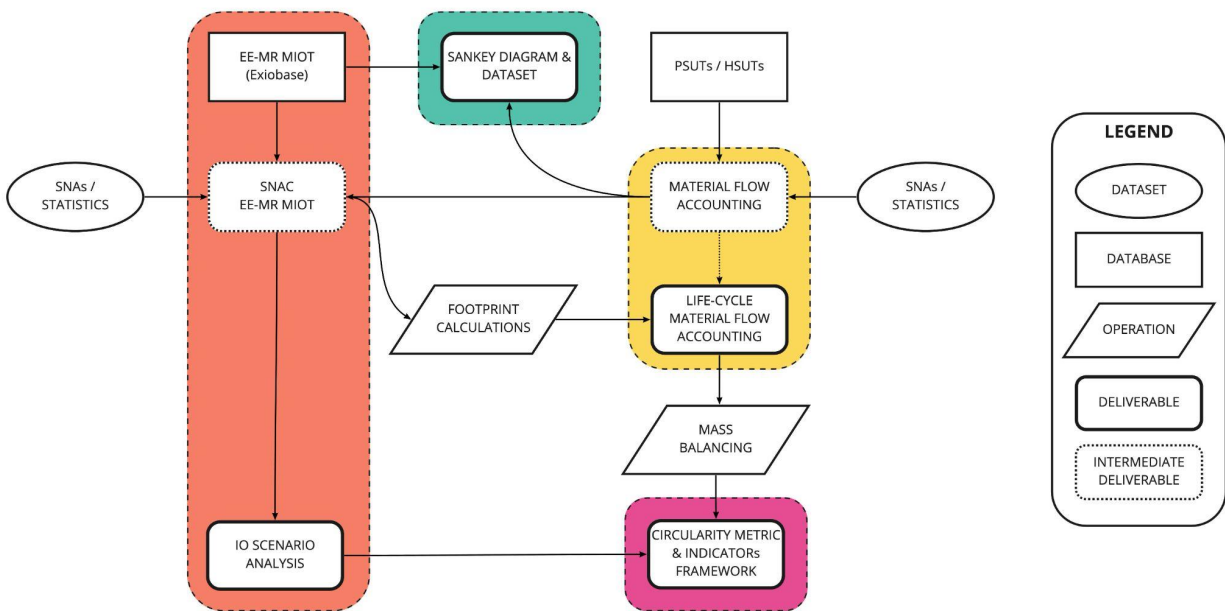 EE-MR MIOT
(Exiobase)
SANKEY DIAGRAM &
DATASET
PSUTs / HSUTs
SNAs /
STATISTICS
SNAC
EE-MR MIOT
MATERIAL FLOW
ACCOUNTING
SNAs /
STATISTICS
FOOTPRINT
CALCULATIONS
LIFE-CYCLE
MATERIAL FLOW
ACCOUNTING
MASS
BALANCING
IO SCENARIO
ANALYSIS
CIRCULARITY METRIC
& INDICATORs
FRAMEWORK
LEGEND
DATASET
DATABASE
OPERATION
DELIVERABLE
INTERMEDIATE
DELIVERABLE